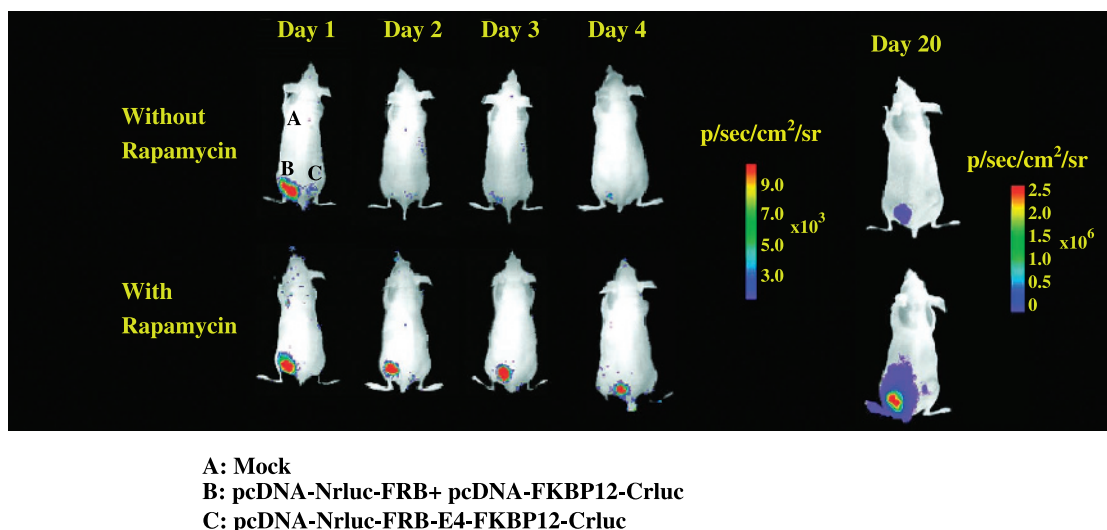 Day 1 Day 2 Day 3 Day 4 Day 20
Without
Rapamycin
A
B C
With
Rapamycin
p/sec/cm²/sr
9.0
7.0
5.0
3.0
x10³
p/sec/cm²/sr
2.5
2.0
1.0
0.5
0
x10⁶
A: Mock
B: pcDNA-Nrluc-FRB+ pcDNA-FKBP12-Crluc
C: pcDNA-Nrluc-FRB-E4-FKBP12-Crluc